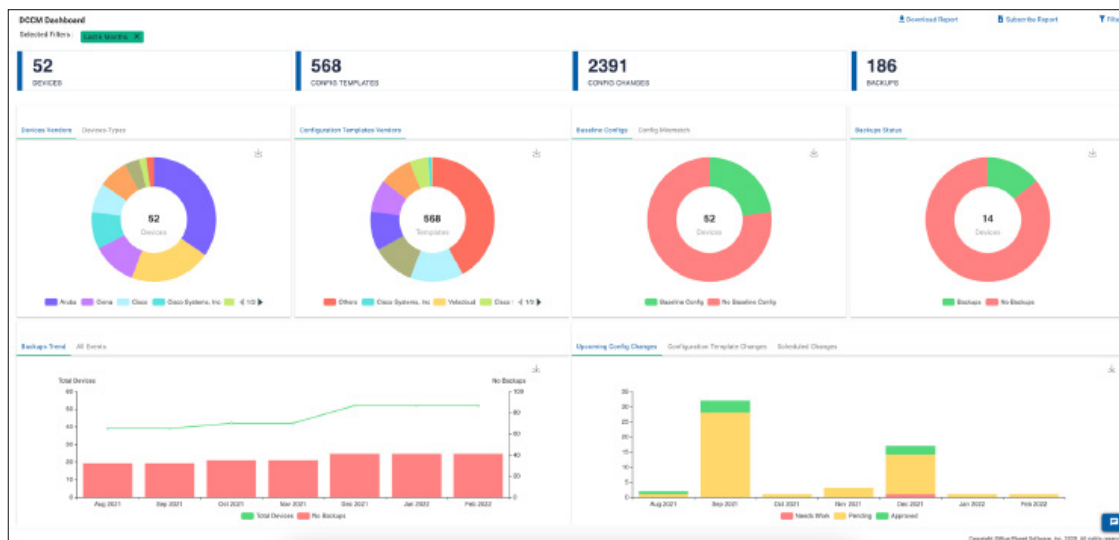 DCCM Dashboard
Download Report
Subscribe Report
Selected Filters :
52
DEVICES
568
CONFIG TEMPLATES
2391
CONFIG CHANGES
186
BACKUPS
Devices Vendors
Devices-Types
Configuration Templates Vendors
Baseline Configs
Config Mismatch
Backups Status
52
Devices
568
Templates
52
Devices
14
Devices
Aruba
Ciena
Cisco
Cisco Systems, Inc
1/3
Others
Cisco Systems, Inc
Velocloud
Cisco
Baseline Config
No Baseline Config
Backups
No Backups
Backups Trend
All Events
Upcoming Config Changes
Configuration Template Changes
Scheduled Changes
Total Devices
No Backups
60
50
40
30
20
10
0
100
80
60
40
20
0
Aug 2021
Sep 2021
Oct 2021
Nov 2021
Dec 2021
Jan 2022
Feb 2022
Total Devices
No Backups
35
30
25
20
15
10
5
0
Aug 2021
Sep 2021
Oct 2021
Nov 2021
Dec 2021
Jan 2022
Feb 2022
Needs Work
Pending
Approved